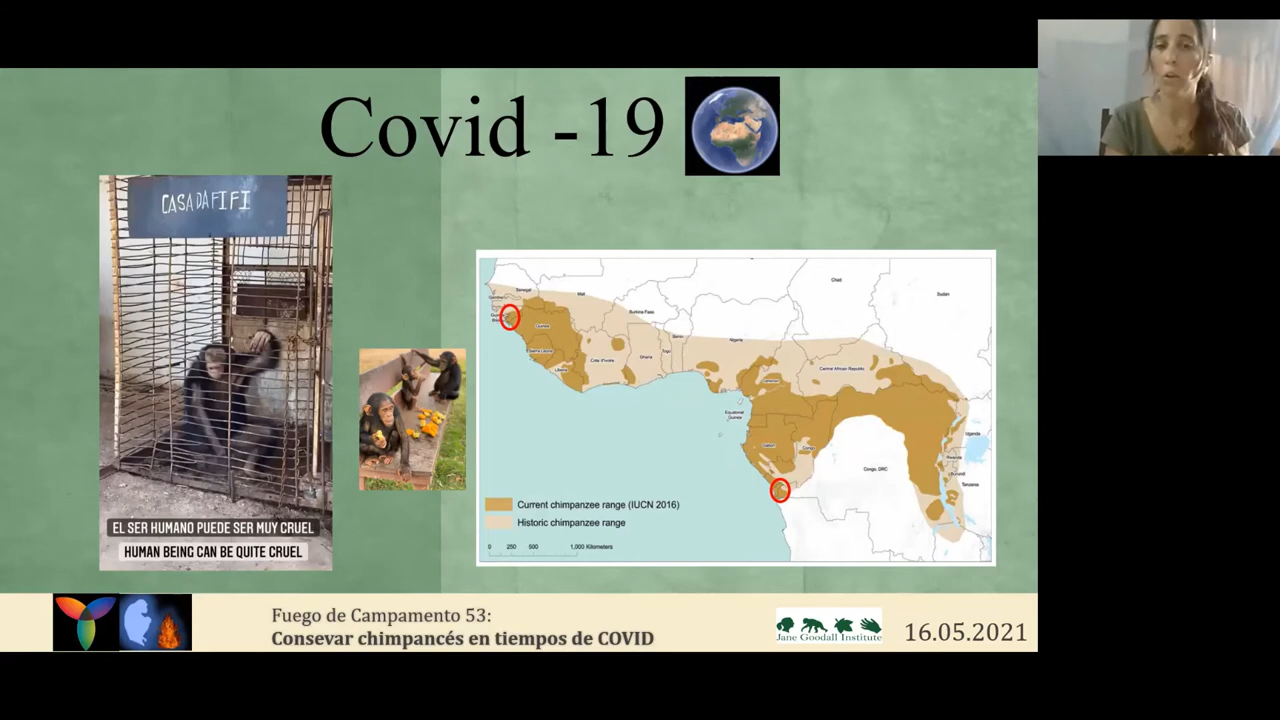 Covid -19
CASA DA FIFI
EL SER HUMANO PUEDE SER MUY CRUEL
HUMAN BEING CAN BE QUITE CRUEL
Senegal
Mali
Chad
Sudan
Burkina Faso
Guinea
Benin
Nigeria
Sierra Leone
Cote d'Ivoire
Ghana
Togo
Liberia
Cameroon
Central African Republic
Equatorial
Guinea
Gabon
Congo
Congo, DRC
Uganda
Rwanda
Burundi
Tanzania
Current chimpanzee range (IUCN 2016)
Historic chimpanzee range
0 250 500 1,000 Kilometers
Fuego de Campamento 53:
Consevar chimpancés en tiempos de COVID
Jane Goodall Institute
16.05.2021